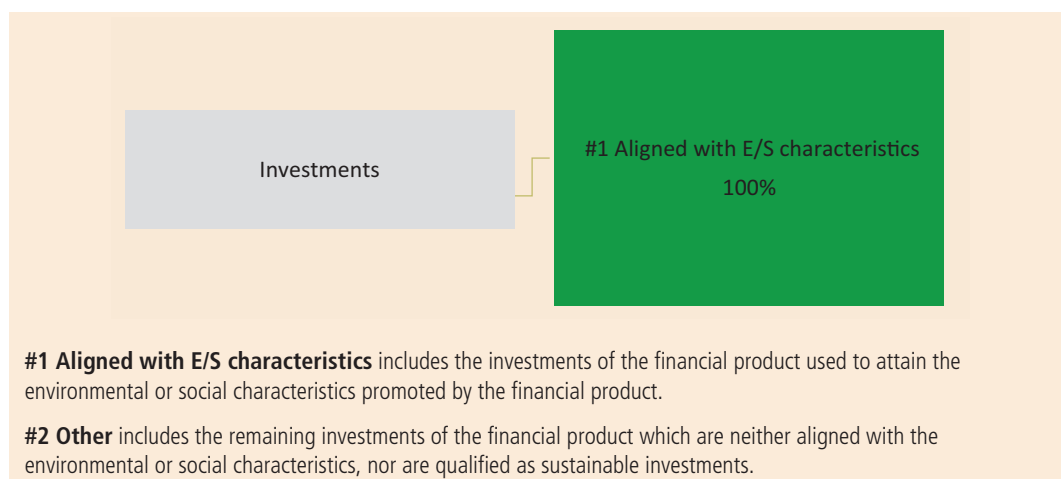 Investments
#1 Aligned with E/S characteristics
100%
#1 Aligned with E/S characteristics includes the investments of the financial product used to attain the
environmental or social characteristics promoted by the financial product.
#2 Other includes the remaining investments of the financial product which are neither aligned with the
environmental or social characteristics, nor are qualified as sustainable investments.